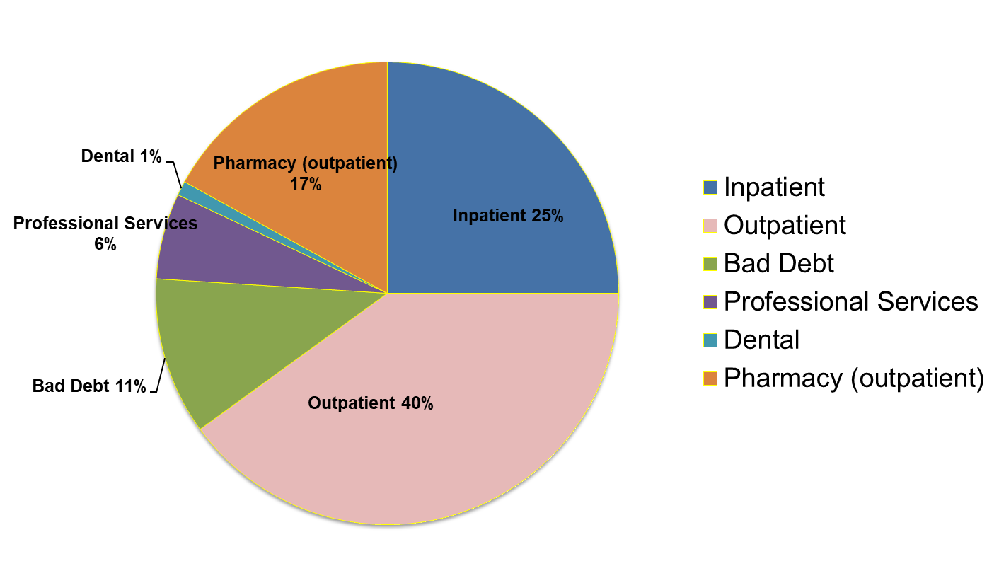 Dental 1%
Pharmacy (outpatient)
17%
Inpatient 25%
Professional Services
6%
Bad Debt 11%
Outpatient 40%
Inpatient
Outpatient
Bad Debt
Professional Services
Dental
Pharmacy (outpatient)